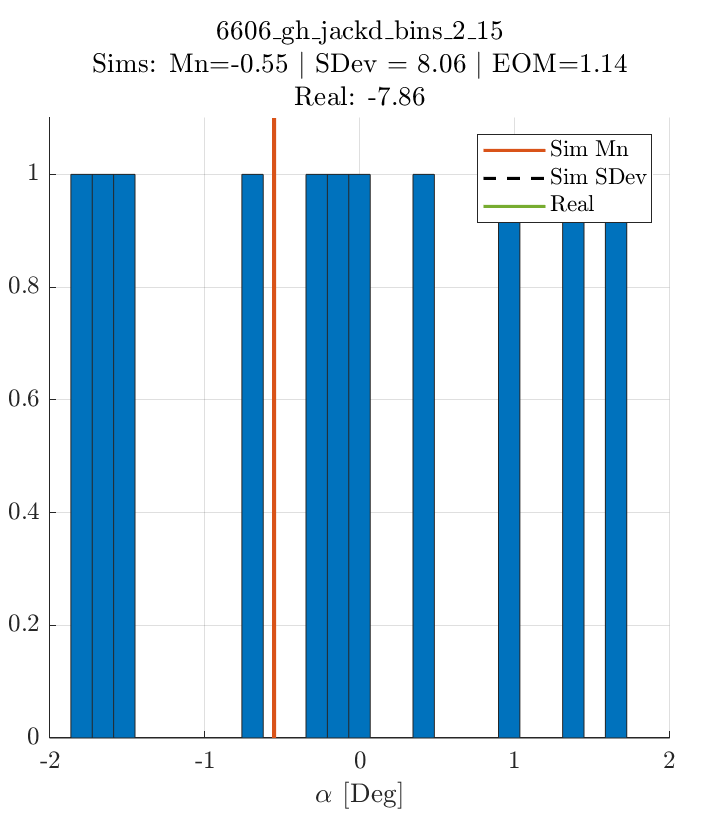 6606_gh_jackd_bins_2_15
Sims: Mn=-0.55 | SDev = 8.06 | EOM=1.14
Real: -7.86
Sim Mn
Sim SDev
Real
1
0.8
0.6
0.4
0.2
0
-2 -1 0 1 2
α [Deg]